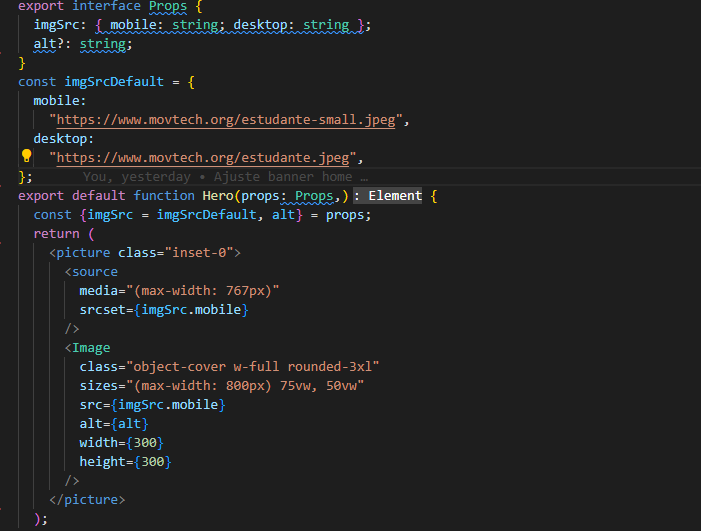 export interface Props {
  imgSrc: { mobile: string; desktop: string };
  alt?: string;
}
const imgSrcDefault = {
  mobile:
    "https://www.movtech.org/estudante-small.jpeg",
  desktop:
    "https://www.movtech.org/estudante.jpeg",
};      You, yesterday • Ajuste banner home …
export default function Hero(props: Props,): Element {
  const {imgSrc = imgSrcDefault, alt} = props;
  return (
    <picture class="inset-0">
      <source
        media="(max-width: 767px)"
        srcset={imgSrc.mobile}
      />
      <Image
        class="object-cover w-full rounded-3xl"
        sizes="(max-width: 800px) 75vw, 50vw"
        src={imgSrc.mobile}
        alt={alt}
        width={300}
        height={300}
      />
    </picture>
  );